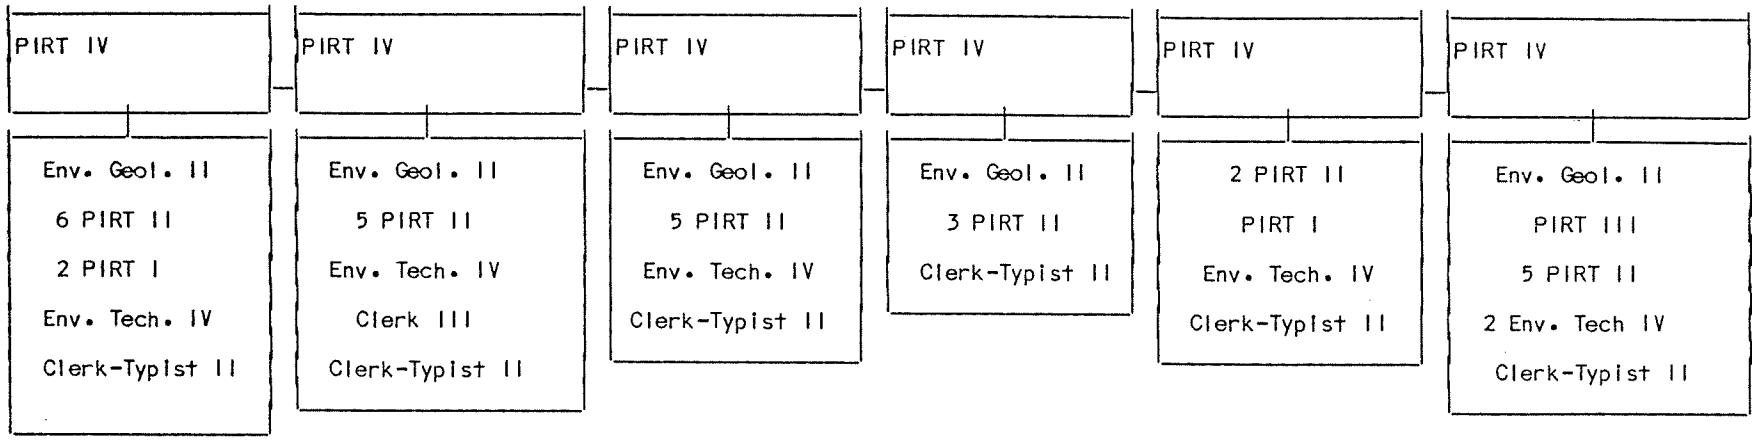 PIRT IV
Env. Geol. II
6 PIRT II
2 PIRT I
Env. Tech. IV
Clerk-Typist II
PIRT IV
Env. Geol. II
5 PIRT II
Env. Tech. IV
Clerk III
Clerk-Typist II
PIRT IV
Env. Geol. II
5 PIRT II
Env. Tech. IV
Clerk-Typist II
PIRT IV
Env. Geol. II
3 PIRT II
Clerk-Typist II
PIRT IV
2 PIRT II
PIRT I
Env. Tech. IV
Clerk-Typist II
PIRT IV
Env. Geol. II
PIRT III
5 PIRT II
2 Env. Tech IV
Clerk-Typist II